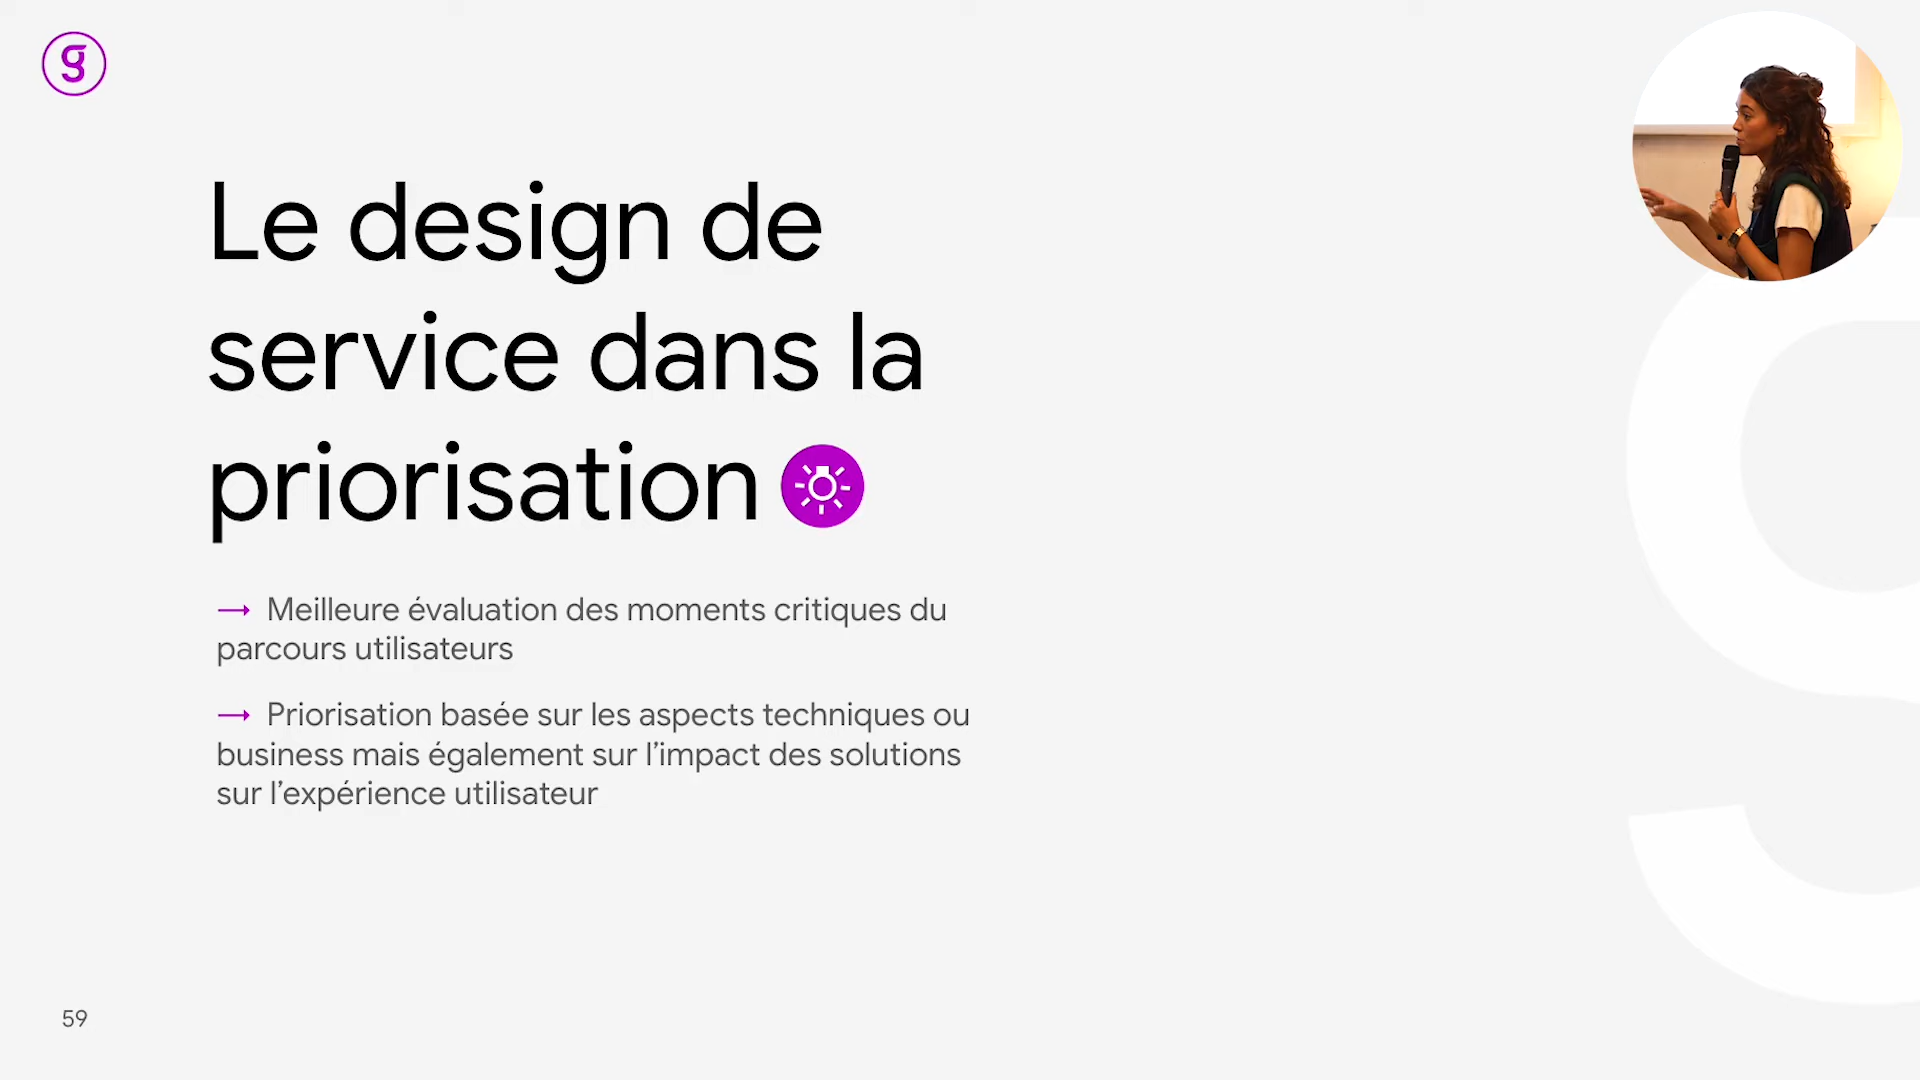 g
Le design de
service dans la
priorisation
→ Meilleure évaluation des moments critiques du
parcours utilisateurs
→ Priorisation basée sur les aspects techniques ou
business mais également sur l’impact des solutions
sur l’expérience utilisateur
59